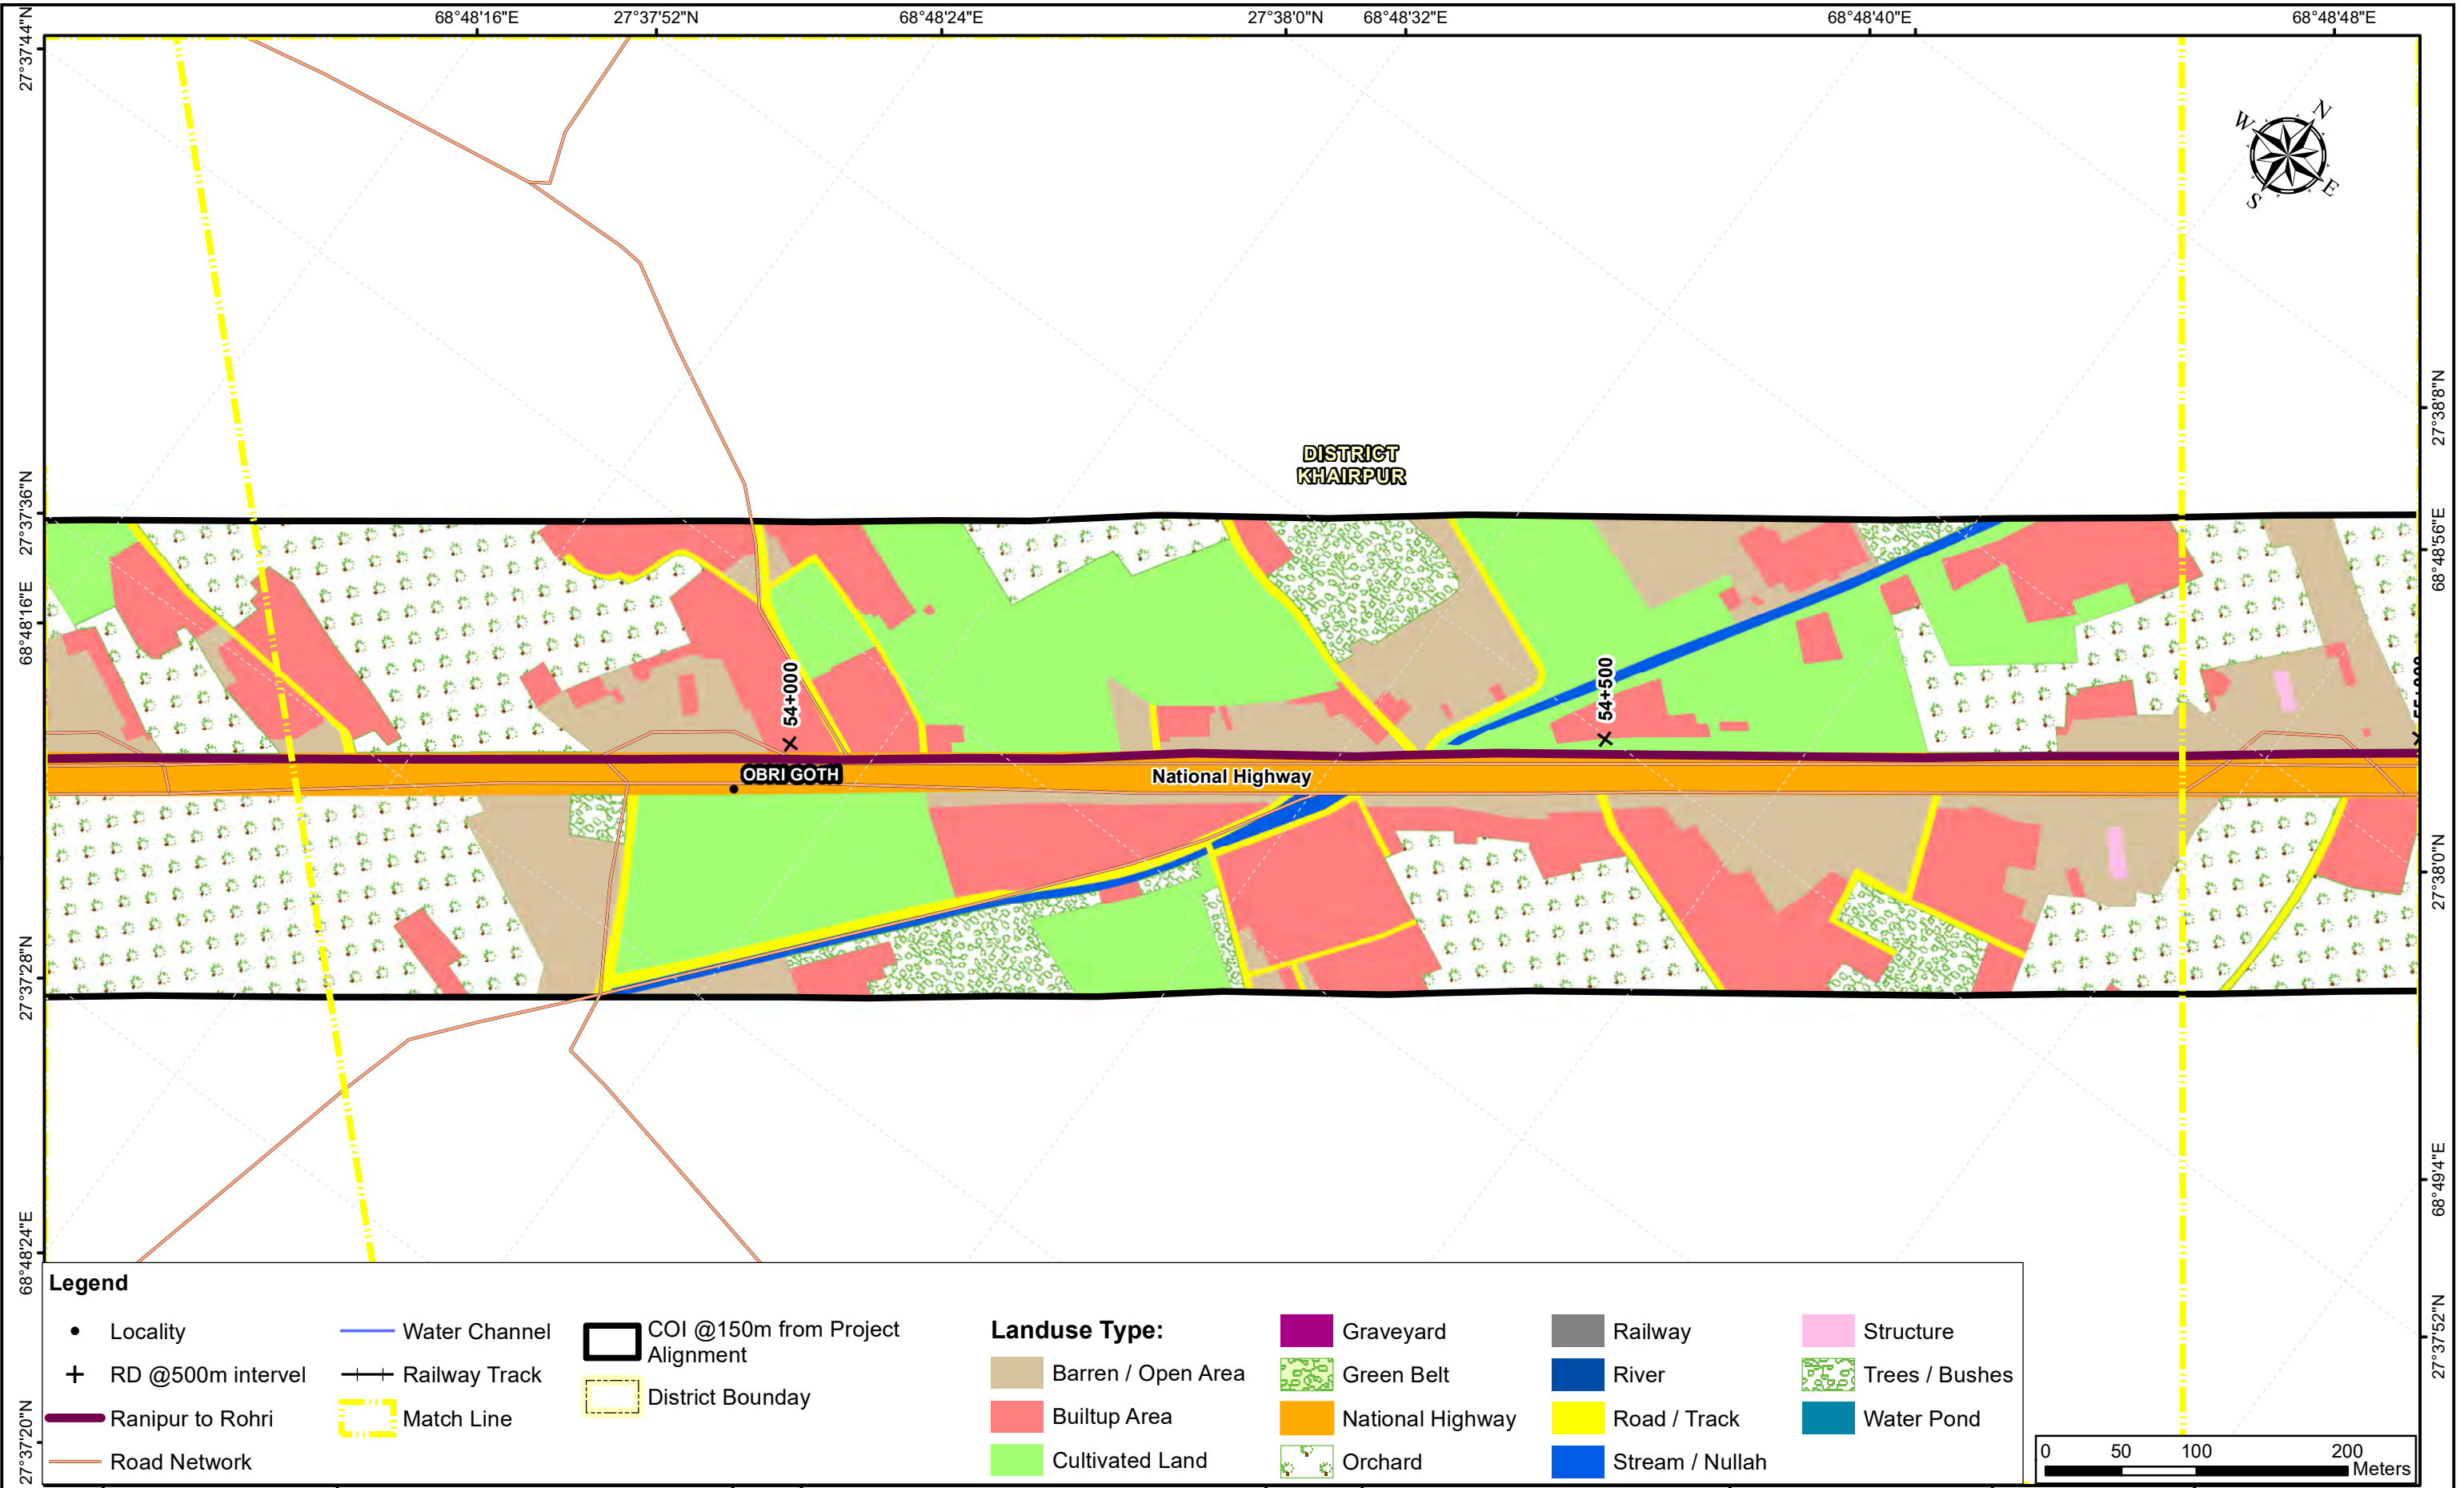 68°48'16"E
27°37'52"N
68°48'24"E
27°38'0"N
68°48'32"E
68°48'40"E
68°48'48"E
27°37'44"N
27°37'36"N
68°48'16"E
27°37'28"N
68°48'24"E
27°37'20"N
27°38'8"N
68°48'56"E
27°38'0"N
68°49'4"E
27°37'52"N
N
W
E
S
DISTRICT
KHAIRPUR
54+000
54+500
OBRI GOTH
National Highway
Legend
Locality
RD @500m intervel
Ranipur to Rohri
Road Network
Water Channel
Railway Track
Match Line
COI @150m from Project
Alignment
District Bounday
Landuse Type:
Barren / Open Area
Builtup Area
Cultivated Land
Graveyard
Green Belt
National Highway
Orchard
Railway
River
Road / Track
Stream / Nullah
Structure
Trees / Bushes
Water Pond
0 50 100 200
Meters